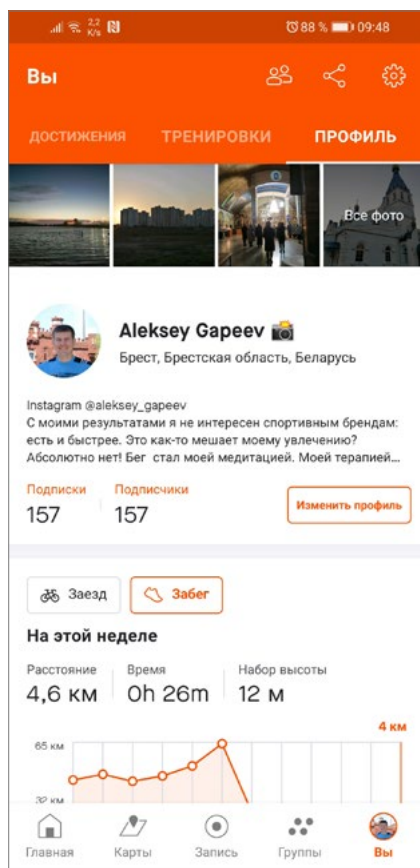 2,2
K/s
88 %
09:48
Вы
ДОСТИЖЕНИЯ
ТРЕНИРОВКИ
ПРОФИЛЬ
Все фото
Aleksey Gapeev
Брест, Брестская область, Беларусь
Instagram @aleksey_gapeev
С моими результатами я не интересен спортивным брендам:
есть и быстрее. Это как-то мешает моему увлечению?
Абсолютно нет! Бег стал моей медитацией. Моей терапией...
Подписки
Подписчики
157
157
Изменить профиль
Заезд
Забег
На этой неделе
Расстояние
Время
Набор высоты
4,6 км
0h 26m
12 м
4 км
65 км
32 км
Главная
Карты
Запись
Группы
Вы